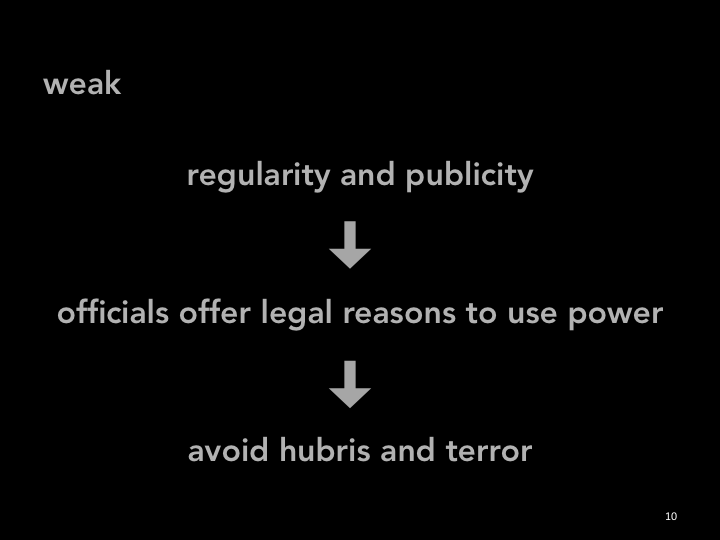 weak
regularity and publicity
officials offer legal reasons to use power
avoid hubris and terror
10